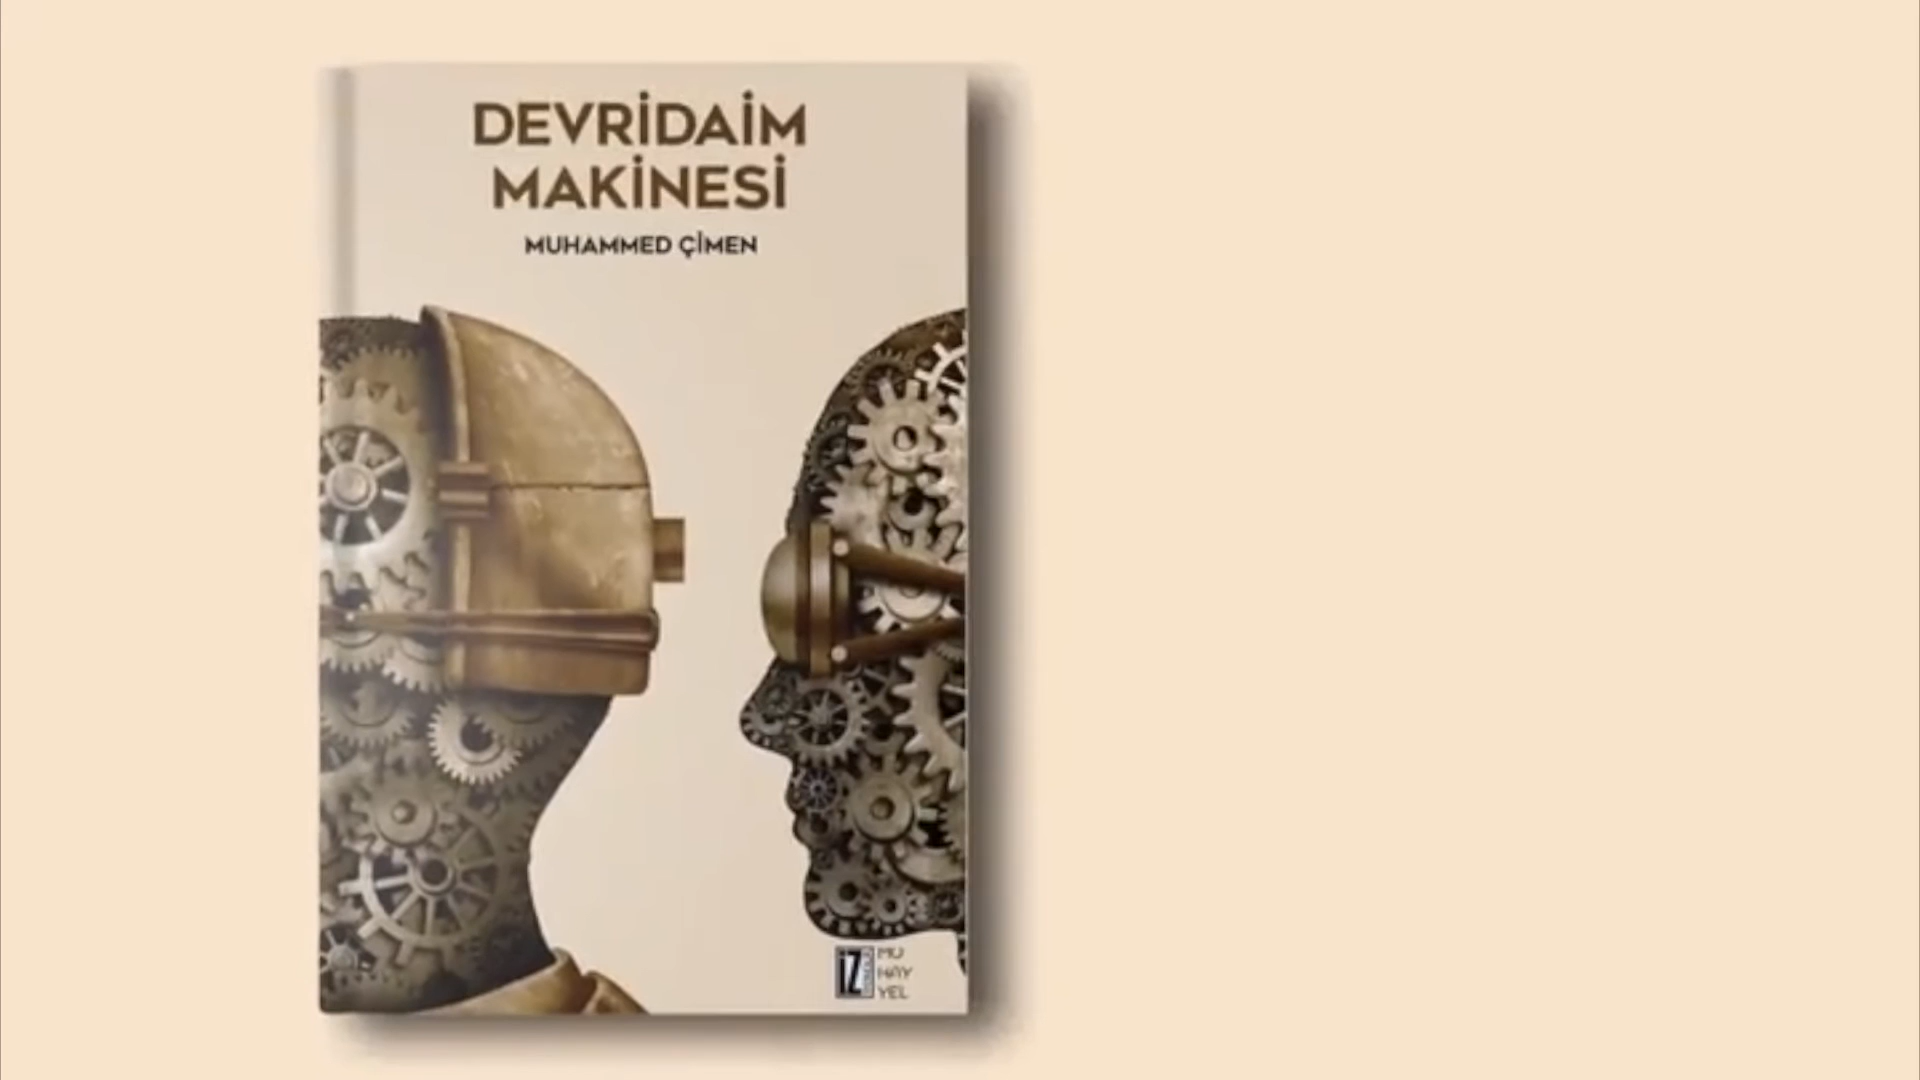 DEVRİDAİM
MAKİNESİ
MUHAMMED ÇİMEN
İZ
MU
HAY
YEL